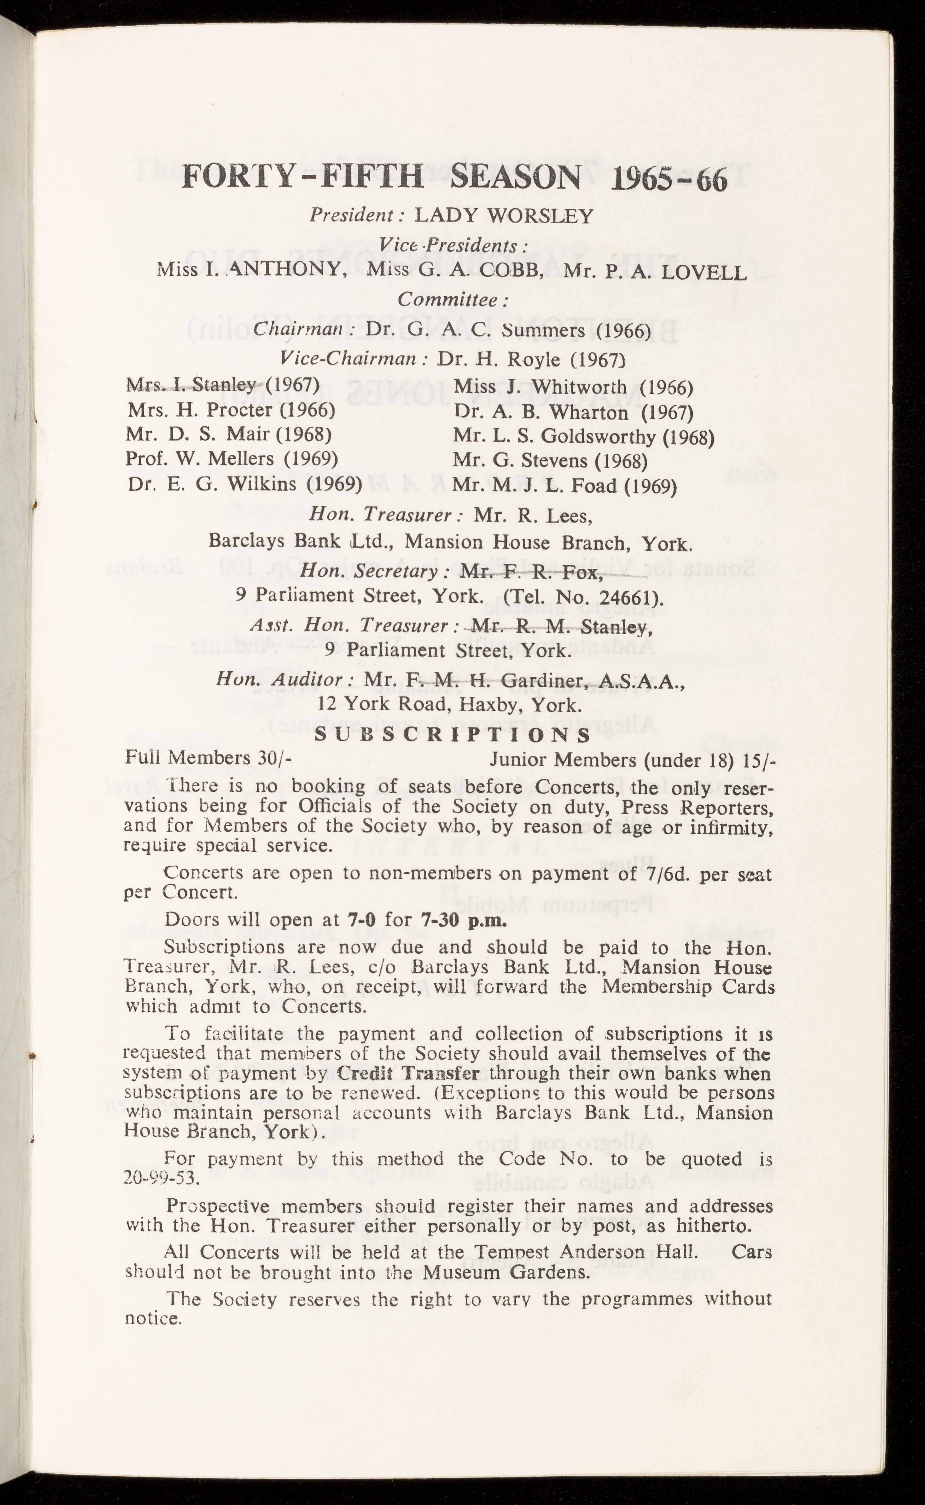 FORTY-FIFTH SEASON 1965-66
President : LADY WORSLEY
Vice-Presidents :
Miss I. ANTHONY, Miss G. A. COBB, Mr. P. A. LOVELL
Committee :
Chairman : Dr. G. A. C. Summers (1966)
Vice-Chairman : Dr. H. Royle (1967)
Mrs. I. Stanley (1967) Miss J. Whitworth (1966)
Mrs. H. Procter (1966) Dr. A. B. Wharton (1967)
Mr. D. S. Mair (1968) Mr. L. S. Goldsworthy (1968)
Prof. W. Mellers (1969) Mr. G. Stevens (1968)
Dr. E. G. Wilkins (1969) Mr. M. J. L. Foad (1969)
Hon. Treasurer : Mr. R. Lees,
Barclays Bank Ltd., Mansion House Branch, York.
Hon. Secretary : Mr. F. R. Fox,
9 Parliament Street, York. (Tel. No. 24661).
Asst. Hon. Treasurer : Mr. R. M. Stanley,
9 Parliament Street, York.
Hon. Auditor : Mr. F. M. H. Gardiner, A.S.A.A.,
12 York Road, Haxby, York.
SUBSCRIPTIONS
Full Members 30/- Junior Members (under 18) 15/-
There is no booking of seats before Concerts, the only reser-
vations being for Officials of the Society on duty, Press Reporters,
and for Members of the Society who, by reason of age or infirmity,
require special service.
Concerts are open to non-members on payment of 7/6d. per seat
per Concert.
Doors will open at 7-0 for 7-30 p.m.
Subscriptions are now due and should be paid to the Hon.
Treasurer, Mr. R. Lees, c/o Barclays Bank Ltd., Mansion House
Branch, York, who, on receipt, will forward the Membership Cards
which admit to Concerts.
To facilitate the payment and collection of subscriptions it is
requested that members of the Society should avail themselves of the
system of payment by Credit Transfer through their own banks when
subscriptions are to be renewed. (Exceptions to this would be persons
who maintain personal accounts with Barclays Bank Ltd., Mansion
House Branch, York).
For payment by this method the Code No. to be quoted is
20-99-53.
Prospective members should register their names and addresses
with the Hon. Treasurer either personally or by post, as hitherto.
All Concerts will be held at the Tempest Anderson Hall. Cars
should not be brought into the Museum Gardens.
The Society reserves the right to vary the programmes without
notice.